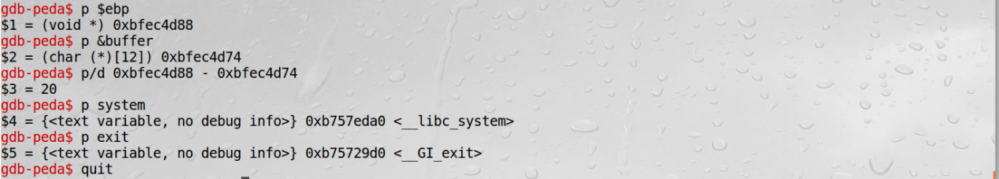 gdb-peda$ p $ebp
$1 = (void *) 0xbfec4d88
gdb-peda$ p &buffer
$2 = (char (*)[12]) 0xbfec4d74
gdb-peda$ p/d 0xbfec4d88 - 0xbfec4d74
$3 = 20
gdb-peda$ p system
$4 = {<text variable, no debug info>} 0xb757eda0 <__libc_system>
gdb-peda$ p exit
$5 = {<text variable, no debug info>} 0xb75729d0 <__GI_exit>
gdb-peda$ quit